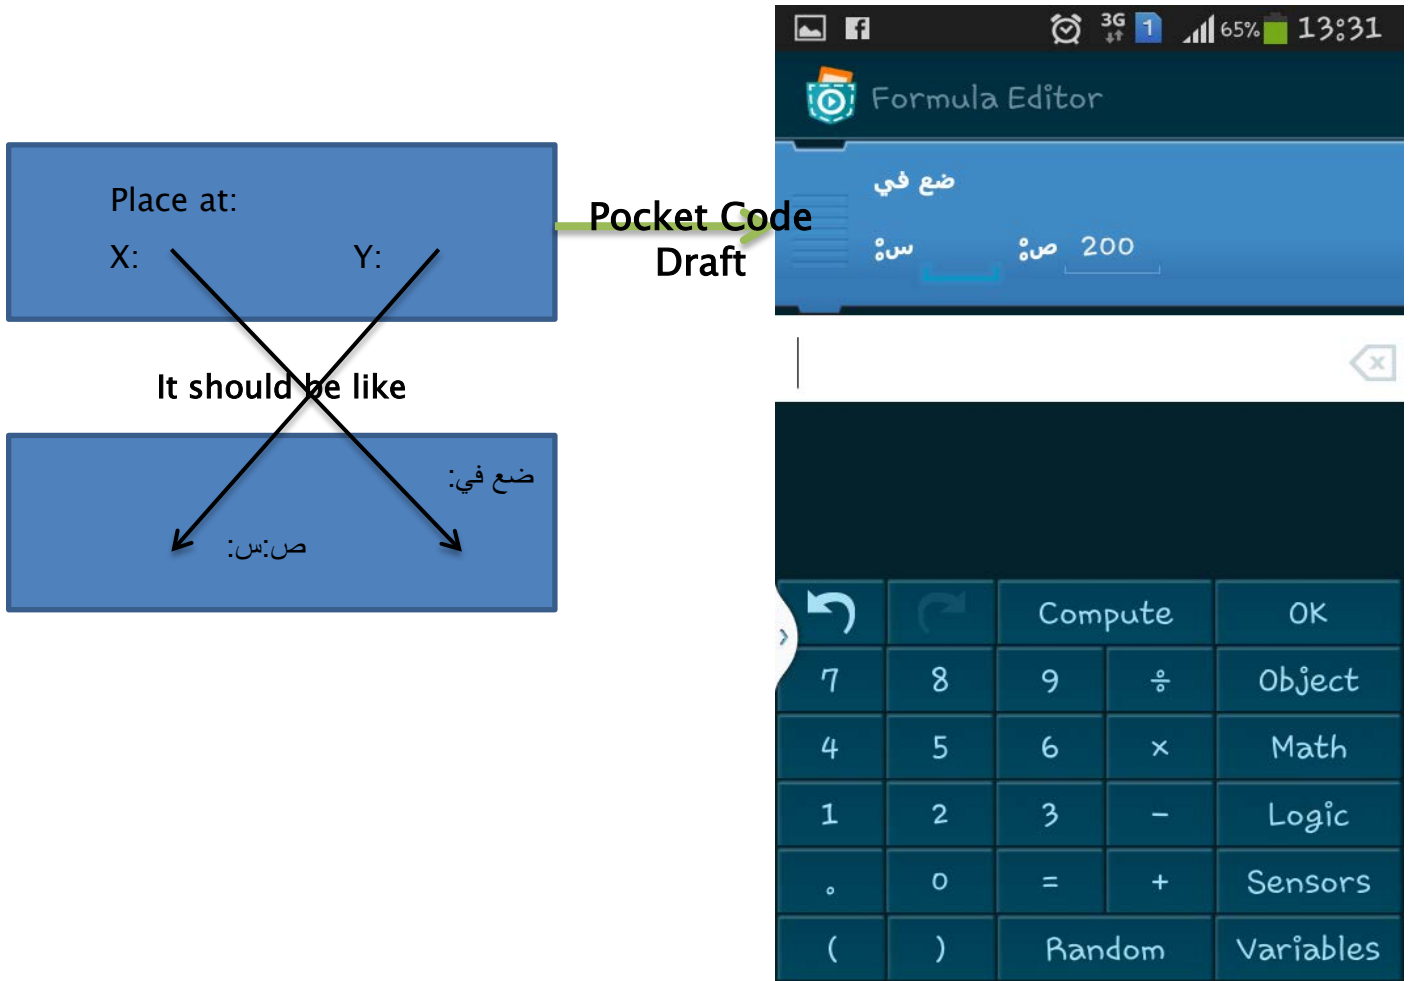 Place at:
X: Y:
It should be like
ضع في:
ص:س:
Pocket Code
Draft
3G 1 65% 13:31
Formula Editor
ضع في
س: ص: 200
Compute OK
7 8 9 ÷ Object
4 5 6 × Math
1 2 3 − Logic
. 0 = + Sensors
( ) Random Variables